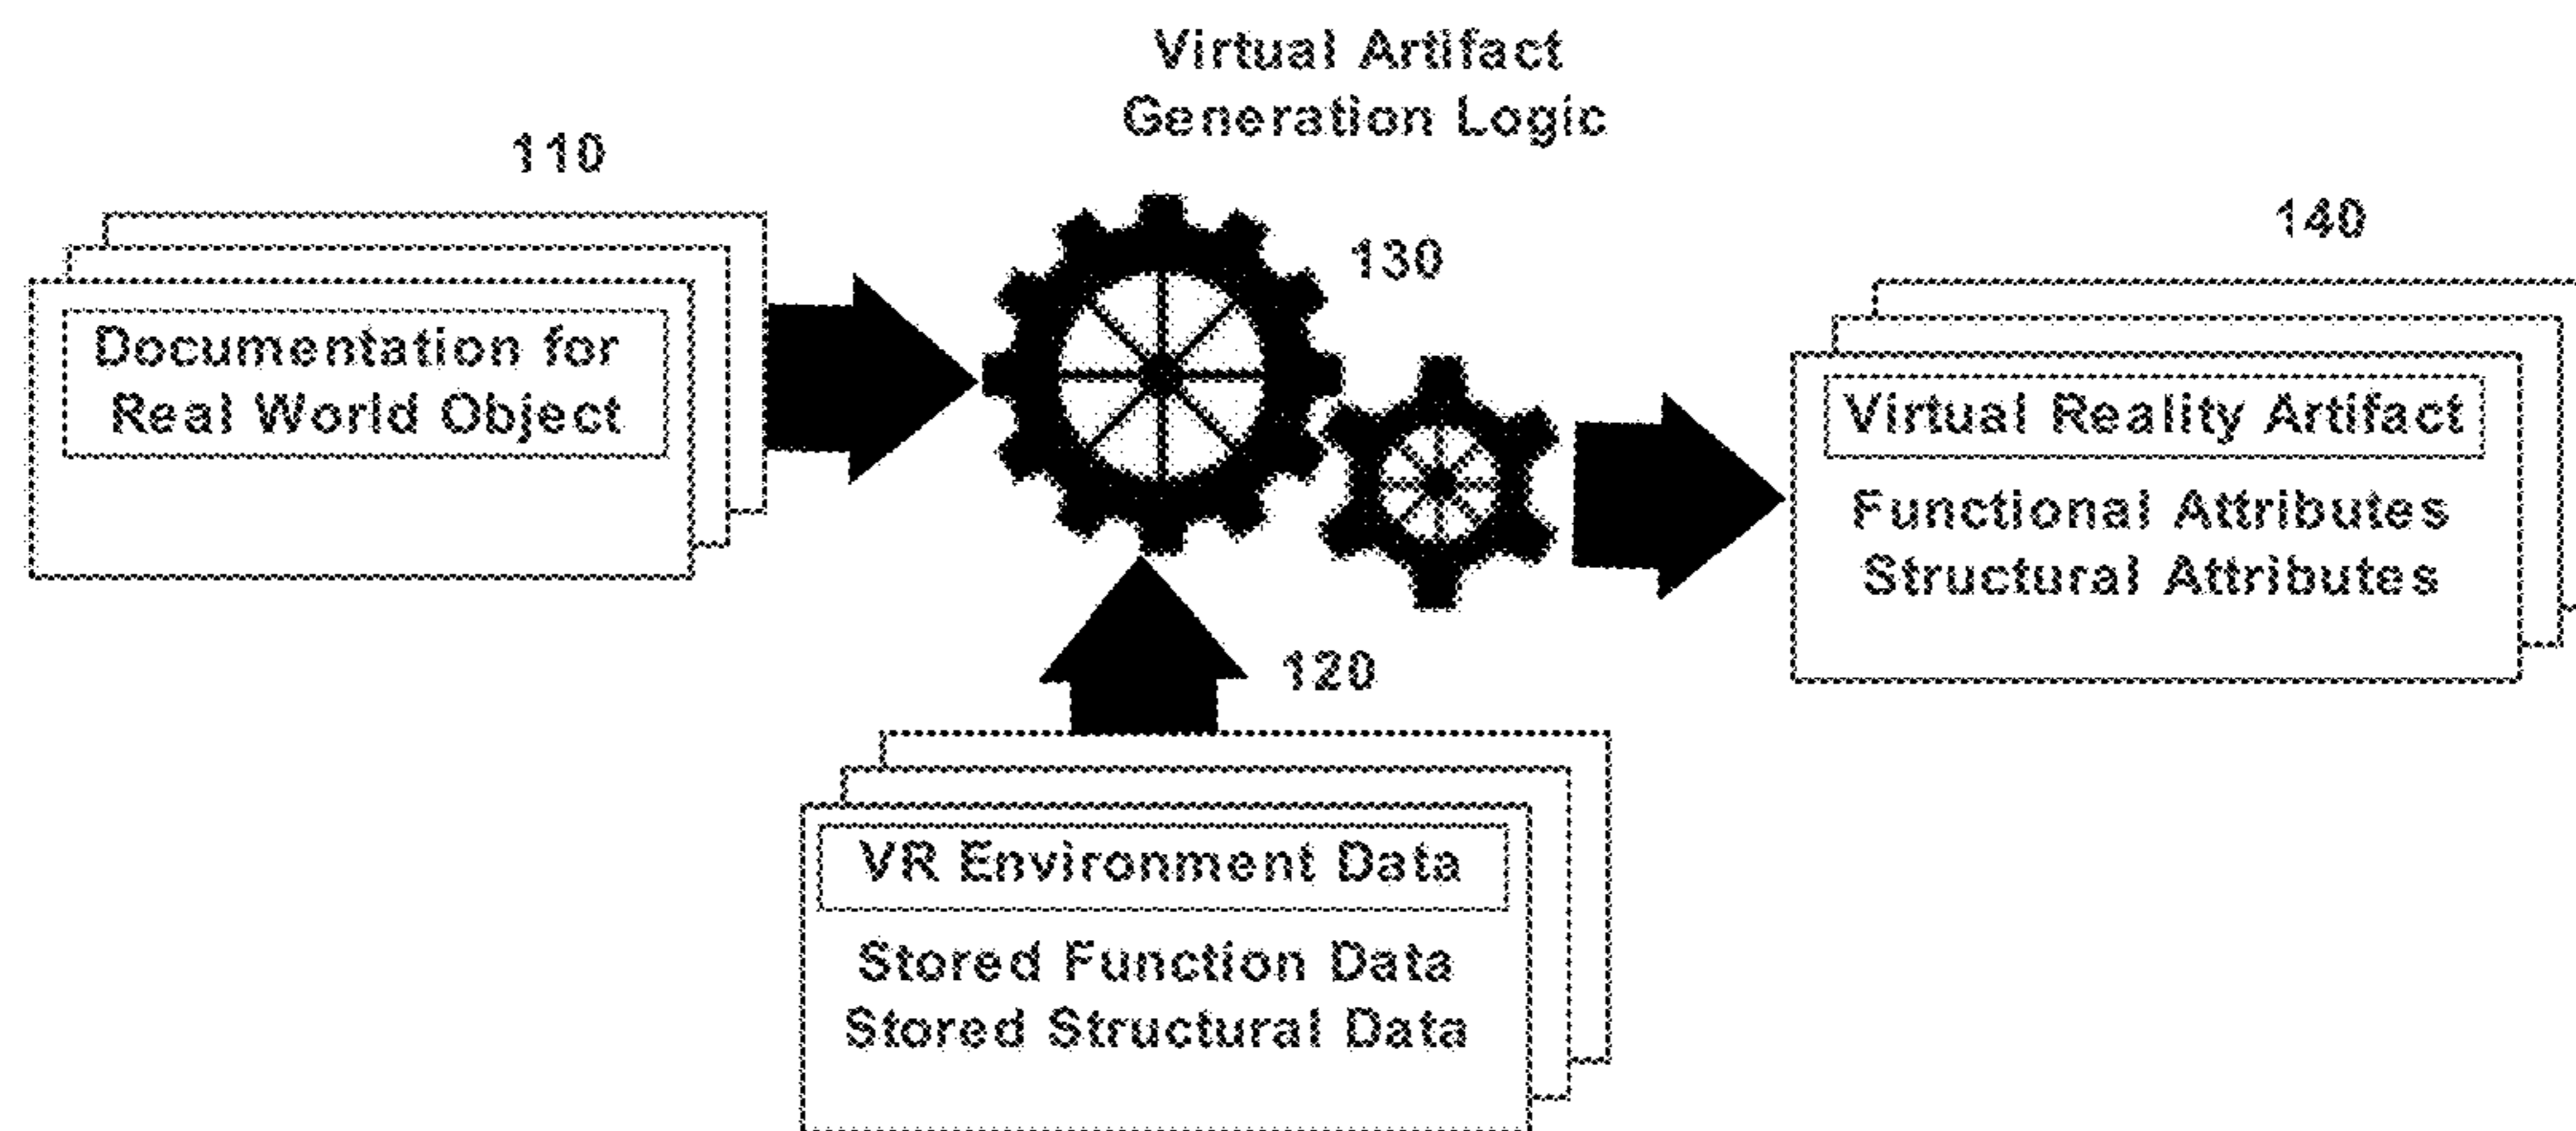 Virtual Artifact
Generation Logic
110
130
140
Documentation for
Real World Object
Virtual Reality Artifact
Functional Attributes
Structural Attributes
120
VR Environment Data
Stored Function Data
Stored Structural Data